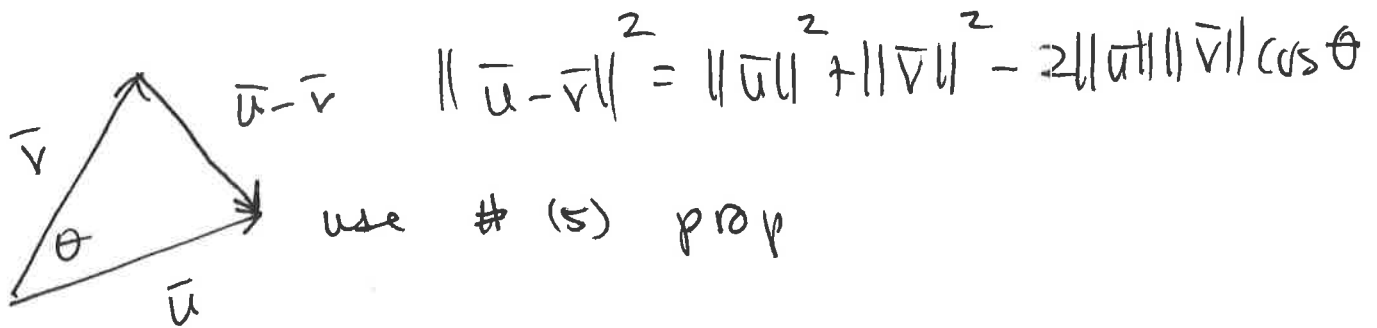 ‖ū-v̄‖² = ‖ū‖² + ‖v̄‖² - 2‖ū‖‖v̄‖ cos θ
ū-v̄
v̄
use # (5) prop
θ
ū